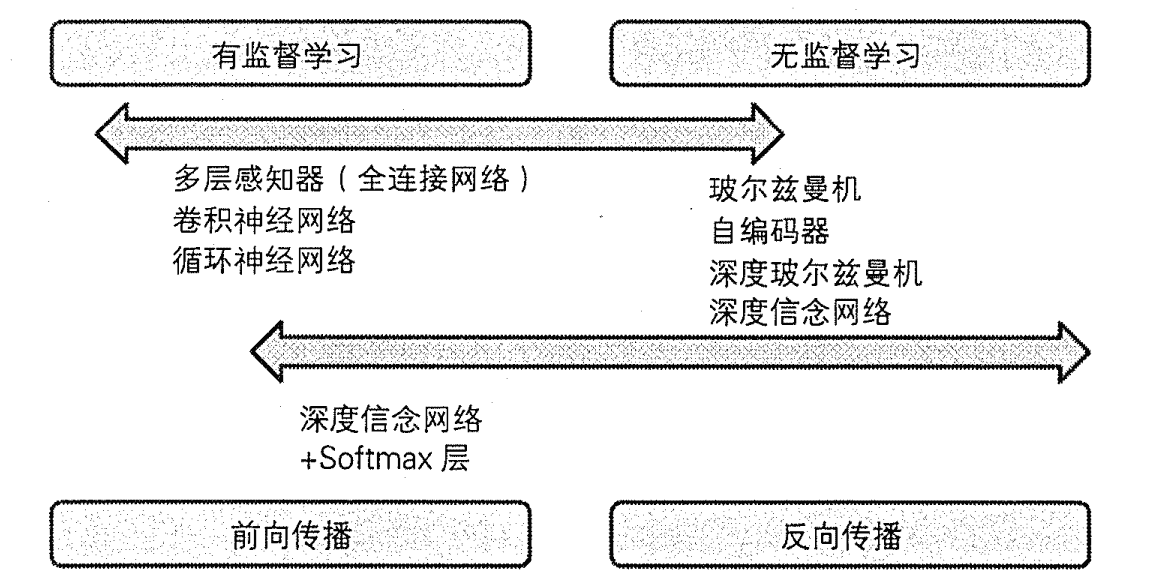 有监督学习
无监督学习
多层感知器（全连接网络）
卷积神经网络
循环神经网络
玻尔兹曼机
自编码器
深度玻尔兹曼机
深度信念网络
深度信念网络
+Softmax 层
前向传播
反向传播